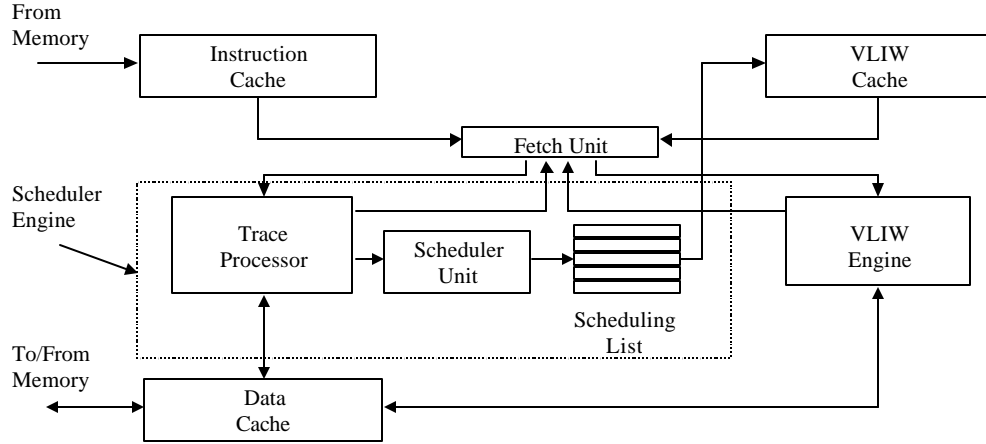 From
Memory
Instruction
Cache
VLIW
Cache
Fetch Unit
Scheduler
Engine
Trace
Processor
Scheduler
Unit
VLIW
Engine
Scheduling
List
To/From
Memory
Data
Cache